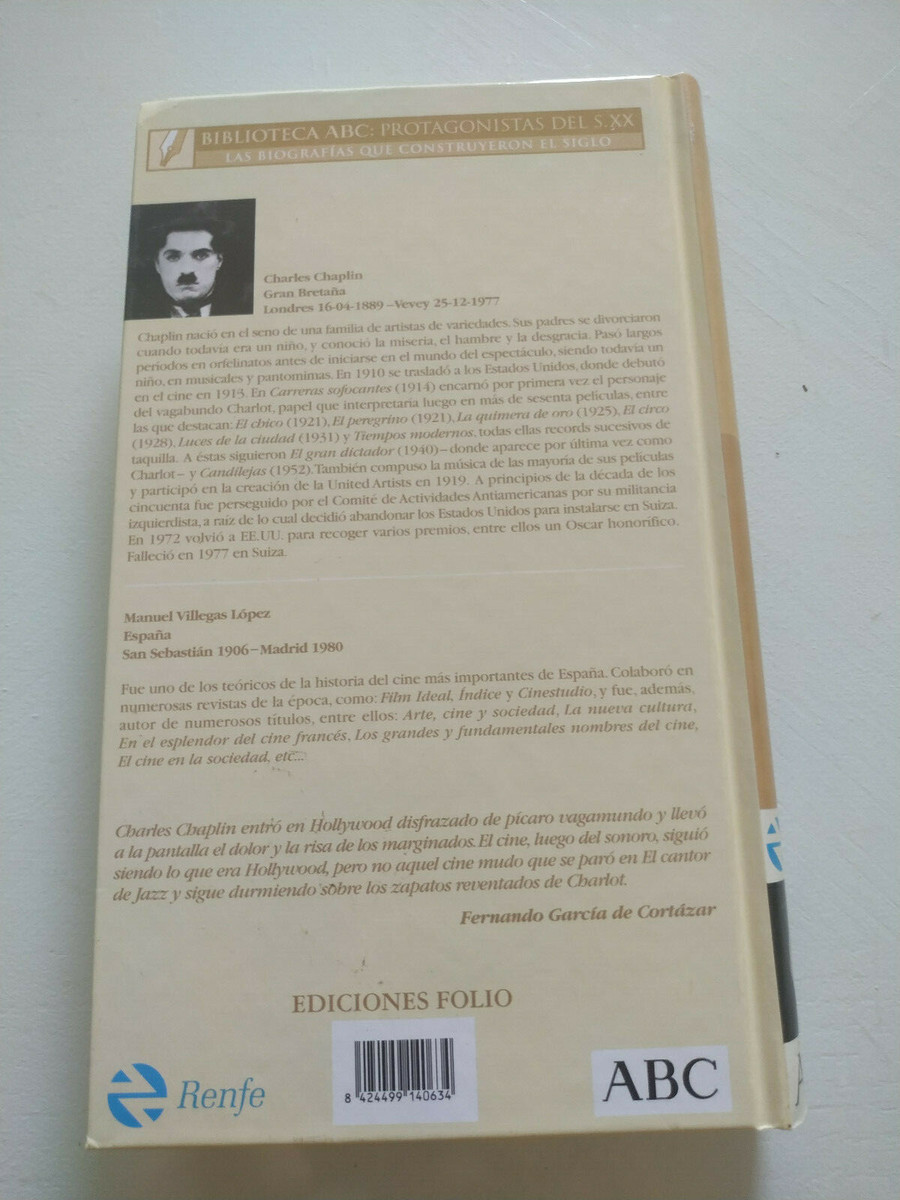 BIBLIOTECA ABC: PROTAGONISTAS DEL S.XX
LAS BIOGRAFÍAS QUE CONSTRUYERON EL SIGLO
Charles Chaplin
Gran Bretaña
Londres 16-04-1889 –Vevey 25-12-1977
Chaplin nació en el seno de una familia de artistas de variedades. Sus padres se divorciaron
cuando todavía era un niño, y conoció la miseria, el hambre y la desgracia. Pasó largos
períodos en orfelinatos antes de iniciarse en el mundo del espectáculo, siendo todavía un
niño, en musicales y pantomimas. En 1910 se trasladó a los Estados Unidos, donde debutó
en el cine en 1913. En Carreras sofocantes (1914) encarnó por primera vez el personaje
del vagabundo Charlot, papel que interpretaría luego en más de sesenta películas, entre
las que destacan: El chico (1921), El peregrino (1921), La quimera de oro (1925), El circo
(1928), Luces de la ciudad (1931) y Tiempos modernos, todas ellas records sucesivos de
taquilla. A éstas siguieron El gran dictador (1940) –donde aparece por última vez como
Charlot– y Candilejas (1952). También compuso la música de las mayoría de sus películas
y participó en la creación de la United Artists en 1919. A principios de la década de los
cincuenta fue perseguido por el Comité de Actividades Antiamericanas por su militancia
izquierdista, a raíz de lo cual decidió abandonar los Estados Unidos para instalarse en Suiza.
En 1972 volvió a EE.UU. para recoger varios premios, entre ellos un Oscar honorífico.
Falleció en 1977 en Suiza.
Manuel Villegas López
España
San Sebastián 1906–Madrid 1980
Fue uno de los teóricos de la historia del cine más importantes de España. Colaboró en
numerosas revistas de la época, como: Film Ideal, Índice y Cinestudio, y fue, además,
autor de numerosos títulos, entre ellos: Arte, cine y sociedad, La nueva cultura,
En el esplendor del cine francés, Los grandes y fundamentales nombres del cine,
El cine en la sociedad, etc...
Charles Chaplin entró en Hollywood disfrazado de pícaro vagamundo y llevó
a la pantalla el dolor y la risa de los marginados. El cine, luego del sonoro, siguió
siendo lo que era Hollywood, pero no aquel cine mudo que se paró en El cantor
de Jazz y sigue durmiendo sobre los zapatos reventados de Charlot.
Fernando García de Cortázar
EDICIONES FOLIO
Renfe
8 424499 140634
ABC